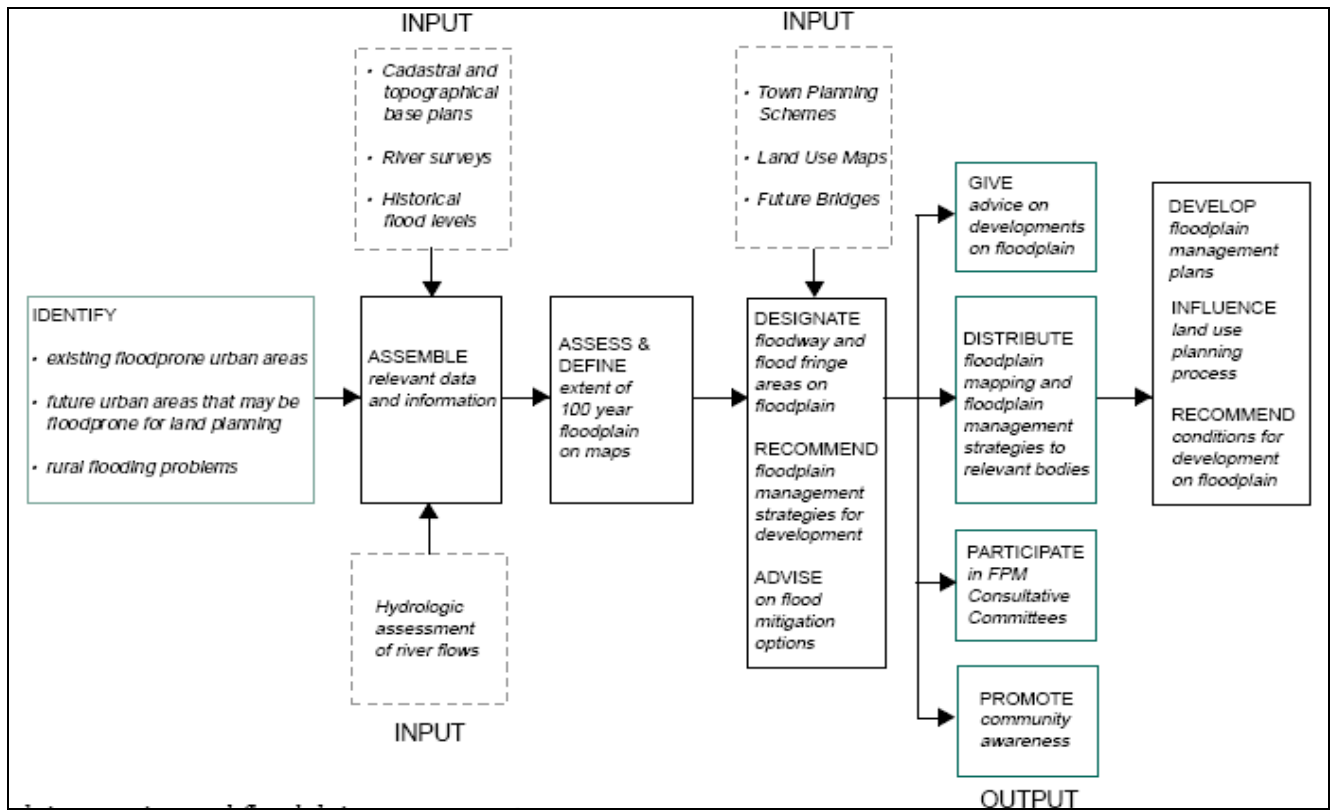 INPUT
• Cadastral and
topographical
base plans
• River surveys
• Historical
flood levels
INPUT
• Town Planning
Schemes
• Land Use Maps
• Future Bridges
IDENTIFY
• existing floodprone urban areas
• future urban areas that may be
floodprone for land planning
• rural flooding problems
ASSEMBLE
relevant data
and information
Hydrologic
assessment
of river flows
INPUT
ASSESS &
DEFINE
extent of
100 year
floodplain
on maps
DESIGNATE
floodway and
flood fringe
areas on
floodplain
RECOMMEND
floodplain
management
strategies for
development
ADVISE
on flood
mitigation
options
GIVE
advice on
developments
on floodplain
DISTRIBUTE
floodplain
mapping and
floodplain
management
strategies to
relevant bodies
PARTICIPATE
in FPM
Consultative
Committees
PROMOTE
community
awareness
OUTPUT
DEVELOP
floodplain
management
plans
INFLUENCE
land use
planning
process
RECOMMEND
conditions for
development
on floodplain